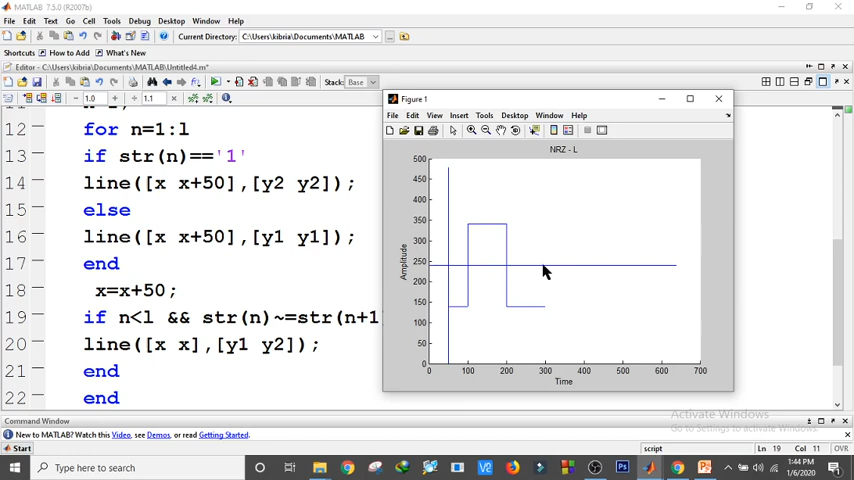 MATLAB 7.5.0 (R2007b)
File Edit Text Go Cell Tools Debug Desktop Window Help
Current Directory: C:\Users\kibria\Documents\MATLAB
Shortcuts How to Add What's New
Editor - C:\Users\kibria\Documents\MATLAB\Untitled4.m*
Stack: Base
1.0 1.1
12 for n=1:l
13 if str(n)=='1'
14 line([x x+50],[y2 y2]);
15 else
16 line([x x+50],[y1 y1]);
17 end
18 x=x+50;
19 if n<l && str(n)~=str(n+1)
20 line([x x],[y1 y2]);
21 end
22 end
Figure 1
File Edit View Insert Tools Desktop Window Help
NRZ - L
500
450
400
350
300
250
200
150
100
50
0
Amplitude
0 100 200 300 400 500 600 700
Time
Activate Windows
Go to Settings to activate Windows.
Command Window
New to MATLAB? Watch this Video, see Demos, or read Getting Started.
Start
script Ln 19 Col 11 OVR
Type here to search
1:44 PM
1/6/2020